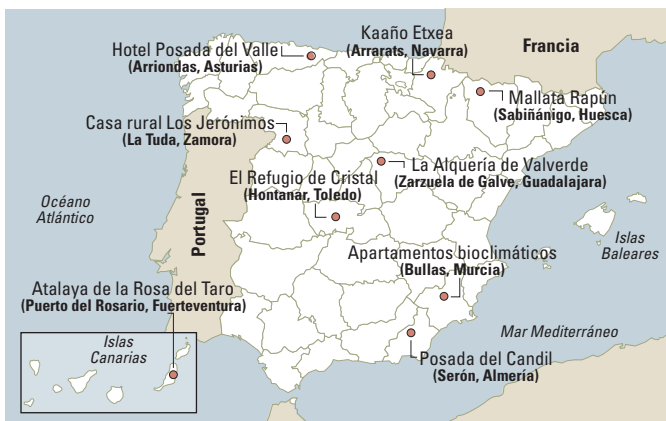 Kaaño Etxea
(Arrarats, Navarra)
Francia
Hotel Posada del Valle
(Arriondas, Asturias)
Mallata Rapún
(Sabiñánigo, Huesca)
Casa rural Los Jerónimos
(La Tuda, Zamora)
La Alquería de Valverde
(Zarzuela de Galve, Guadalajara)
El Refugio de Cristal
(Hontanar, Toledo)
Océano
Atlántico
Portugal
Islas
Baleares
Apartamentos bioclimáticos
(Bullas, Murcia)
Atalaya de la Rosa del Taro
(Puerto del Rosario, Fuerteventura)
Islas
Canarias
Mar Mediterráneo
Posada del Candil
(Serón, Almería)